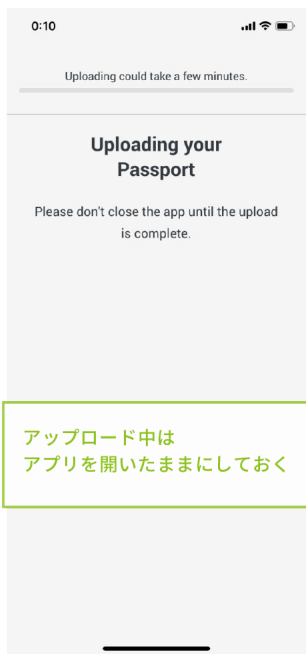 0:10
Uploading could take a few minutes.
Uploading your
Passport
Please don't close the app until the upload
is complete.
アップロード中は
アプリを開いたままにしておく